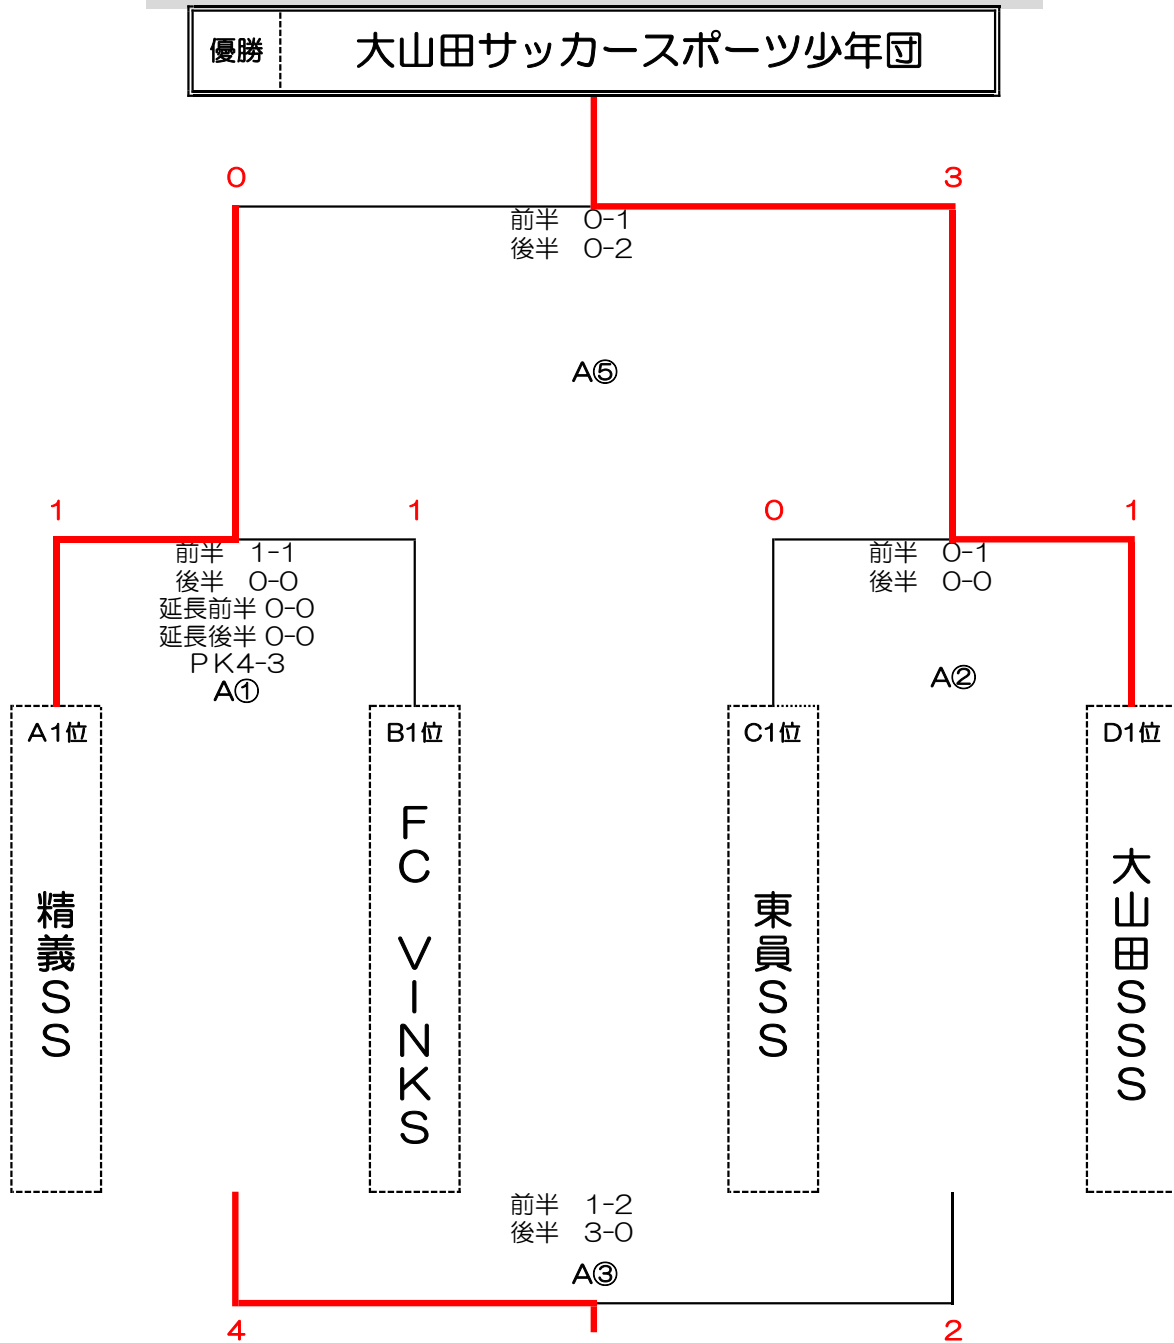 優勝 大山田サッカースポーツ少年団
0 3
前半 0-1
後半 0-2
A⑤
1 1 0 1
前半 1-1
後半 0-0
延長前半 0-0
延長後半 0-0
PK4-3
A①
前半 0-1
後半 0-0
A②
A1位 B1位 C1位 D1位
精義SS
FC VINKS
東員SS
大山田SSS
前半 1-2
後半 3-0
A③
4 2